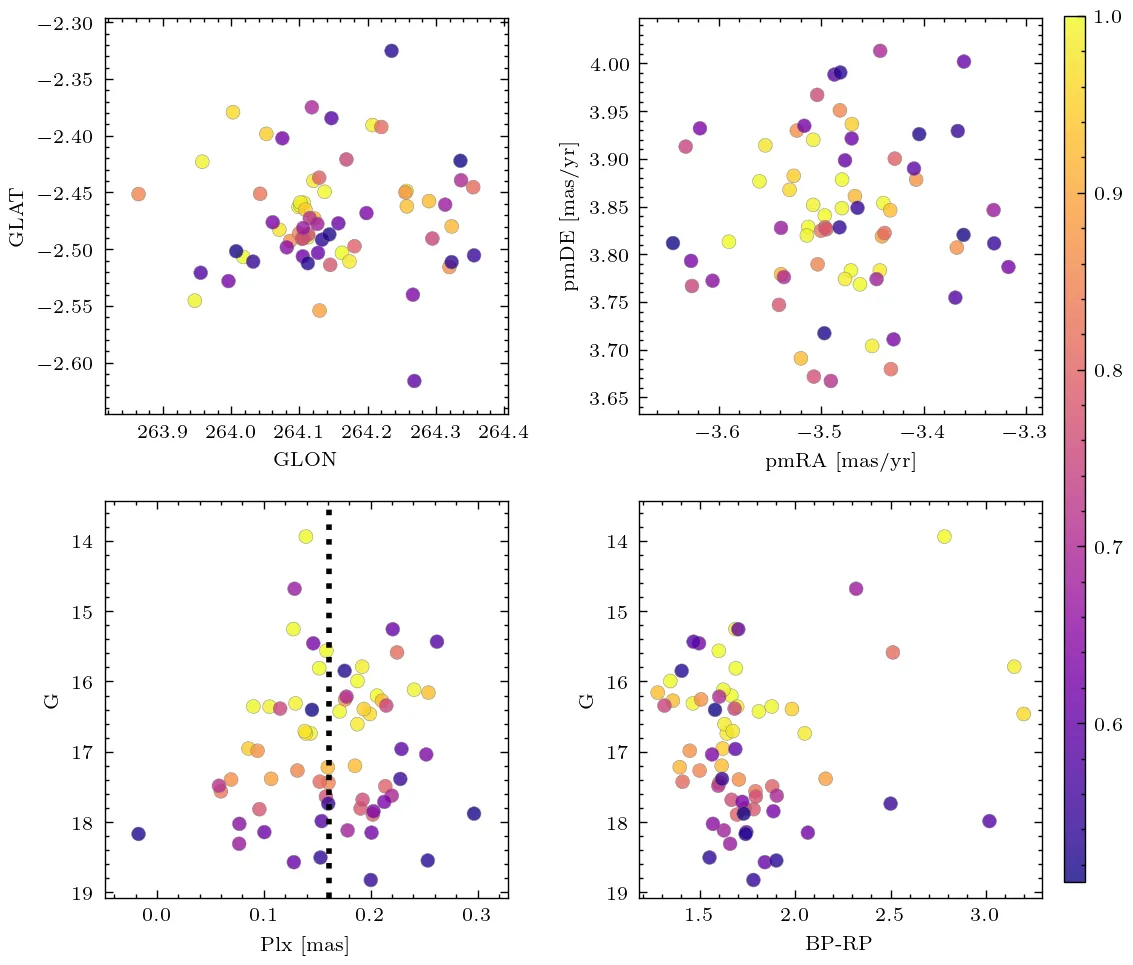 −2.30
−2.35
−2.40
−2.45
−2.50
−2.55
−2.60
GLAT
263.9 264.0 264.1 264.2 264.3 264.4
GLON
4.00
3.95
3.90
3.85
3.80
3.75
3.70
3.65
pmDE [mas/yr]
−3.6 −3.5 −3.4 −3.3
pmRA [mas/yr]
14
15
16
17
18
19
G
0.0 0.1 0.2 0.3
Plx [mas]
14
15
16
17
18
19
G
1.5 2.0 2.5 3.0
BP-RP
1.0
0.9
0.8
0.7
0.6